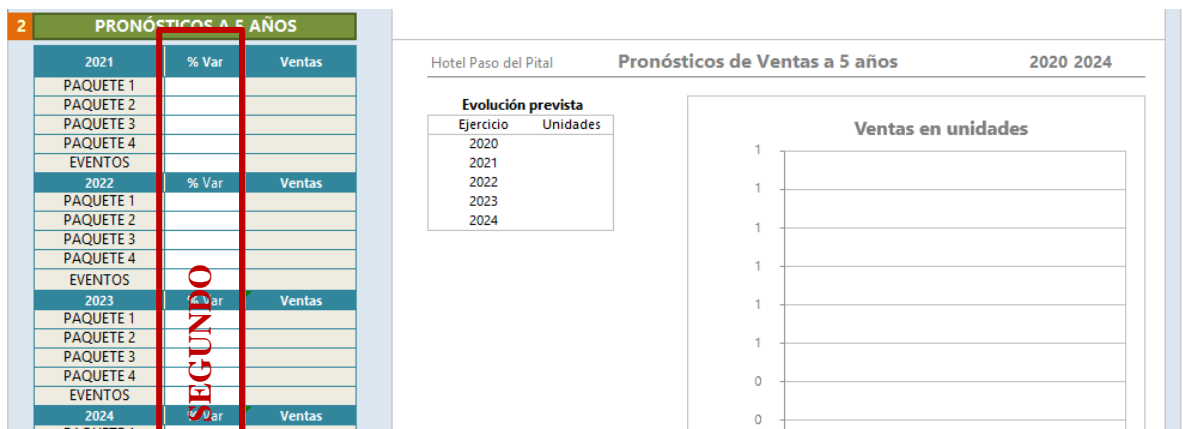 2 PRONÓSTICOS A 5 AÑOS
2021 % Var Ventas
PAQUETE 1
PAQUETE 2
PAQUETE 3
PAQUETE 4
EVENTOS
2022 % Var Ventas
PAQUETE 1
PAQUETE 2
PAQUETE 3
PAQUETE 4
EVENTOS
2023 % Var Ventas
PAQUETE 1
PAQUETE 2
PAQUETE 3
PAQUETE 4
EVENTOS
2024 % Var Ventas
SEGUNDO
Hotel Paso del Pital Pronósticos de Ventas a 5 años 2020 2024
Evolución prevista
Ejercicio Unidades
2020
2021
2022
2023
2024
Ventas en unidades
1
1
1
1
1
1
0
0